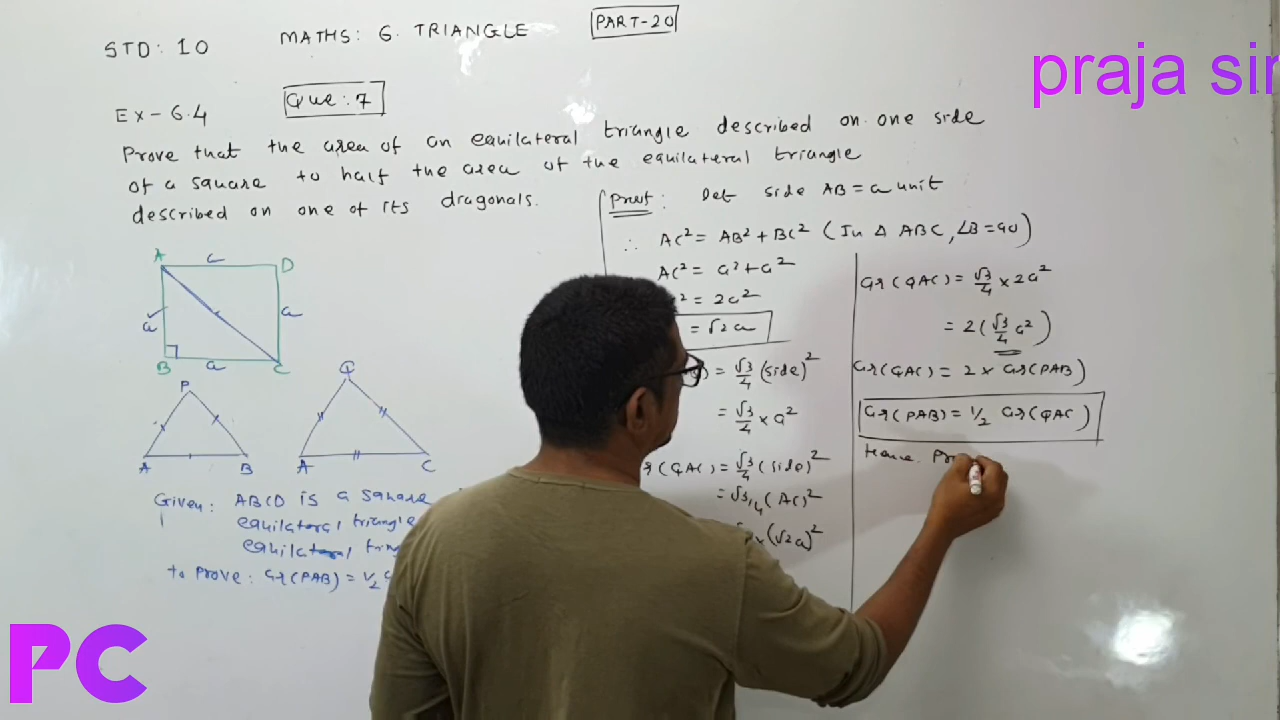 STD: 10
MATHS: 6. TRIANGLE
PART-20
praja sir
Ex-6.4
Que: 7
Prove that the area of an equilateral triangle described on one side
of a square to half the area of the equilateral triangle
described on one of its dragonals.
Proof: Let side AB = a unit
∴ AC² = AB² + BC² (In Δ ABC, ∠B = 90)
AC² = a² + a²
² = 2a²
= √2a
) = √3/4 (side)²
= √3/4 × a²
r(QAC) = √3/4 (side)²
= √3/4 (AC)²
× (√2a)²
ar(QAC) = √3/4 × 2a²
= 2(√3/4 a²)
ar(QAC) = 2 × ar(PAB)
ar(PAB) = 1/2 ar(QAC)
Hence Pr
A a D
a a
B a C
P
A B
Q
A C
Given: ABCD is a square
equilateral triangle
equilateral
to Prove: ar(PAB) = 1/2
PC